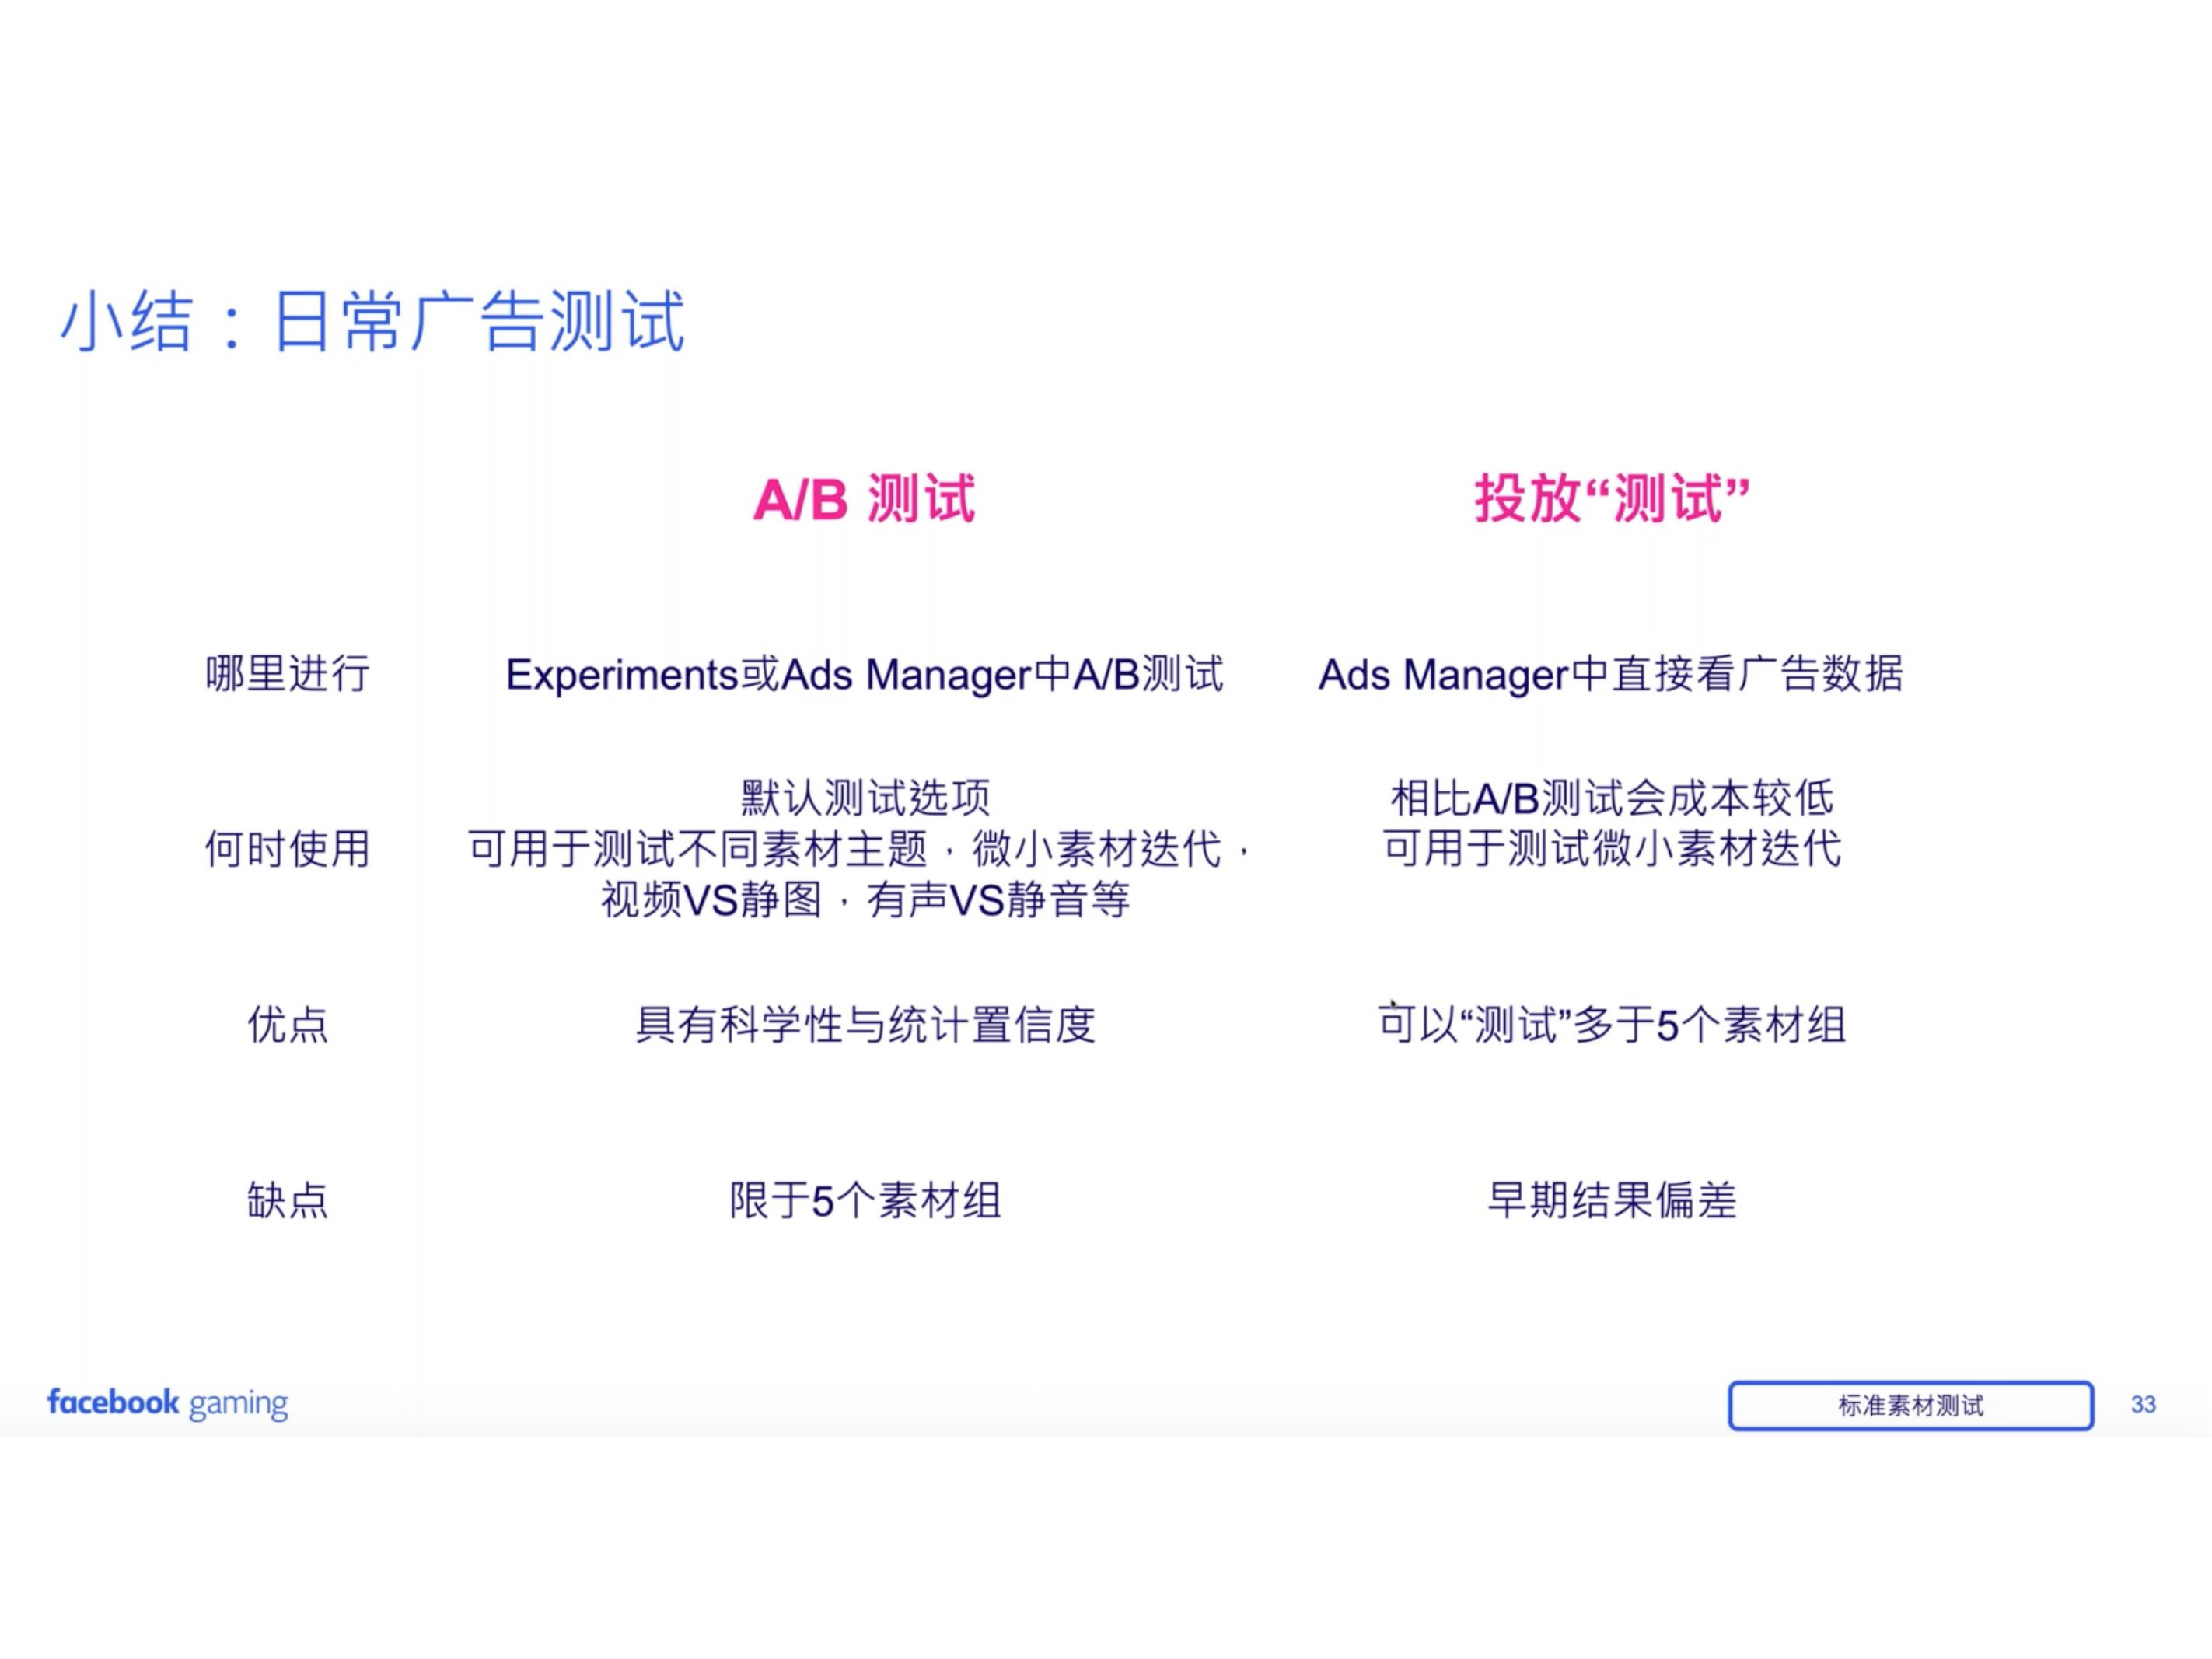 小结：日常广告测试
A/B 测试
投放“测试”
哪里进行
Experiments或Ads Manager中A/B测试
Ads Manager中直接看广告数据
何时使用
默认测试选项
可用于测试不同素材主题，微小素材迭代，
视频VS静图，有声VS静音等
相比A/B测试会成本较低
可用于测试微小素材迭代
优点
具有科学性与统计置信度
可以“测试”多于5个素材组
缺点
限于5个素材组
早期结果偏差
facebook gaming
标准素材测试
33